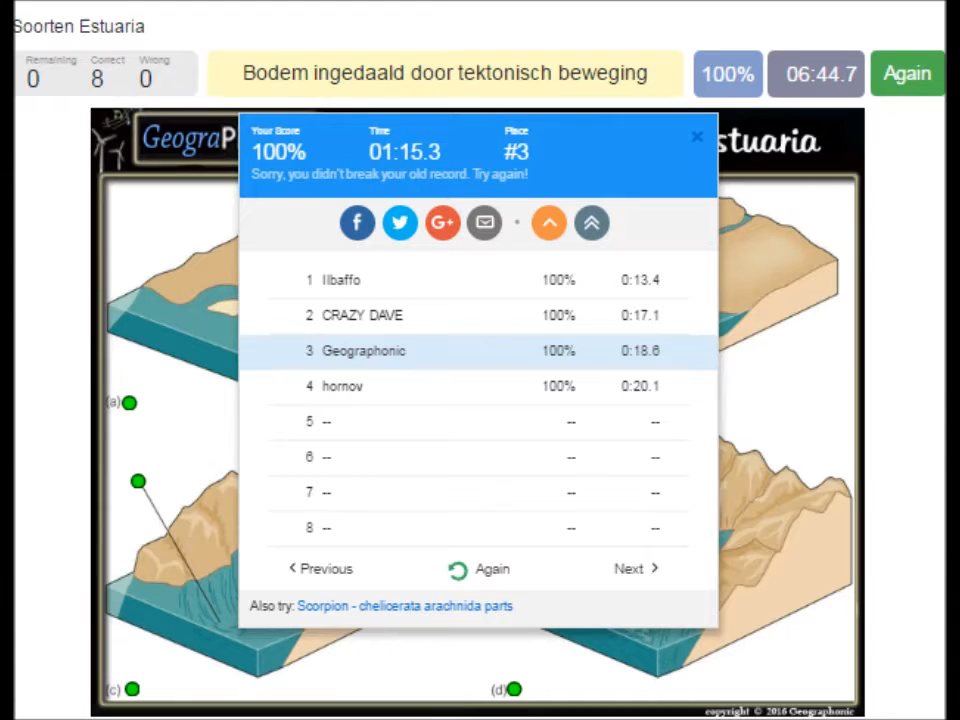 Soorten Estuaria
Remaining Correct Wrong
0 8 0
Bodem ingedaald door tektonisch beweging
100%
06:44.7
Again
GeograP
stuaria
Your Score Time Place
100% 01:15.3 #3
Sorry, you didn't break your old record. Try again!
1 Ilbaffo 100% 0:13.4
2 CRAZY DAVE 100% 0:17.1
3 Geographonic 100% 0:18.6
4 hornov 100% 0:20.1
5 -- -- --
6 -- -- --
7 -- -- --
8 -- -- --
Previous Again Next
Also try: Scorpion - chelicerata arachnida parts
(a)
(c)
(d)
copyright © 2016 Geographonic